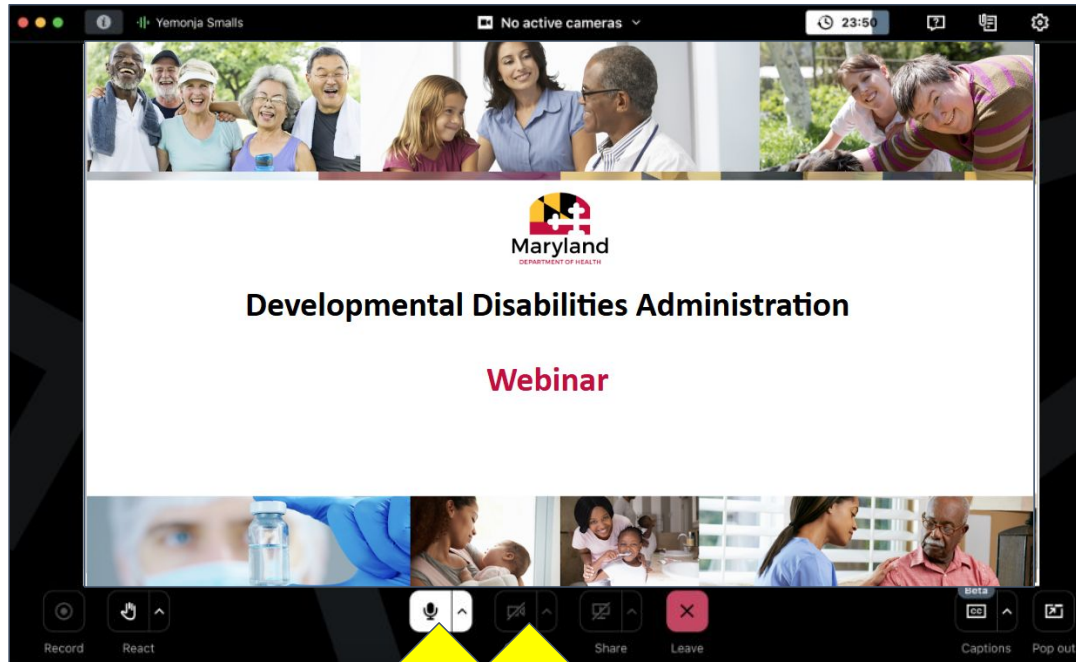 Yemonja Smalls
No active cameras
23:50
Maryland
DEPARTMENT OF HEALTH
Developmental Disabilities Administration
Webinar
Beta
CC
Record
React
Share
Leave
Captions
Pop out